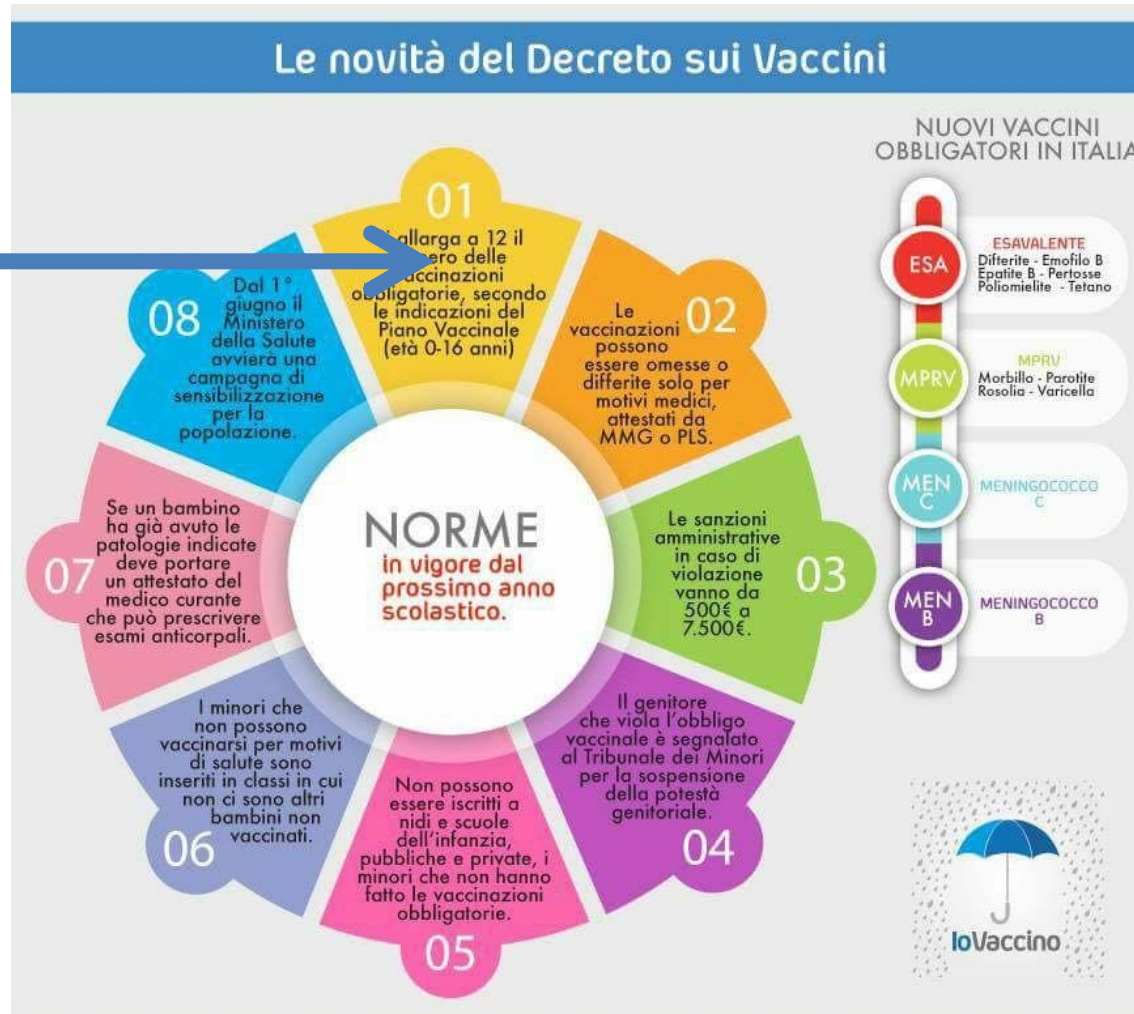 Le novità del Decreto sui Vaccini
01
allarga a 12 il
delle
accinazioni
obbligatorie, secondo
le indicazioni del
Piano Vaccinale
(età 0-16 anni)
02
Le
vaccinazioni
possono
essere omesse o
differite solo per
motivi medici,
attestati da
MMG o PLS.
03
Le sanzioni
amministrative
in caso di
violazione
vanno da
500€ a
7.500€.
04
Il genitore
che viola l'obbligo
vaccinale è segnalato
al Tribunale dei Minori
per la sospensione
della potestà
genitoriale.
05
Non possono
essere iscritti a
nidi e scuole
dell'infanzia,
pubbliche e private, i
minori che non hanno
fatto le vaccinazioni
obbligatorie.
06
I minori che
non possono
vaccinarsi per motivi
di salute sono
inseriti in classi in cui
non ci sono altri
bambini non
vaccinati.
07
Se un bambino
ha già avuto le
patologie indicate
deve portare
un attestato del
medico curante
che può prescrivere
esami anticorpali.
08
Dal 1°
giugno il
Ministero
della Salute
avvierà una
campagna di
sensibilizzazione
per la
popolazione.
NORME
in vigore dal
prossimo anno
scolastico.
NUOVI VACCINI
OBBLIGATORI IN ITALIA
ESA
ESAVALENTE
Difterite - Emofilo B
Epatite B - Pertosse
Poliomielite - Tetano
MPRV
MPRV
Morbillo - Parotite
Rosolia - Varicella
MEN
C
MENINGOCOCCO
C
MEN
B
MENINGOCOCCO
B
IoVaccino